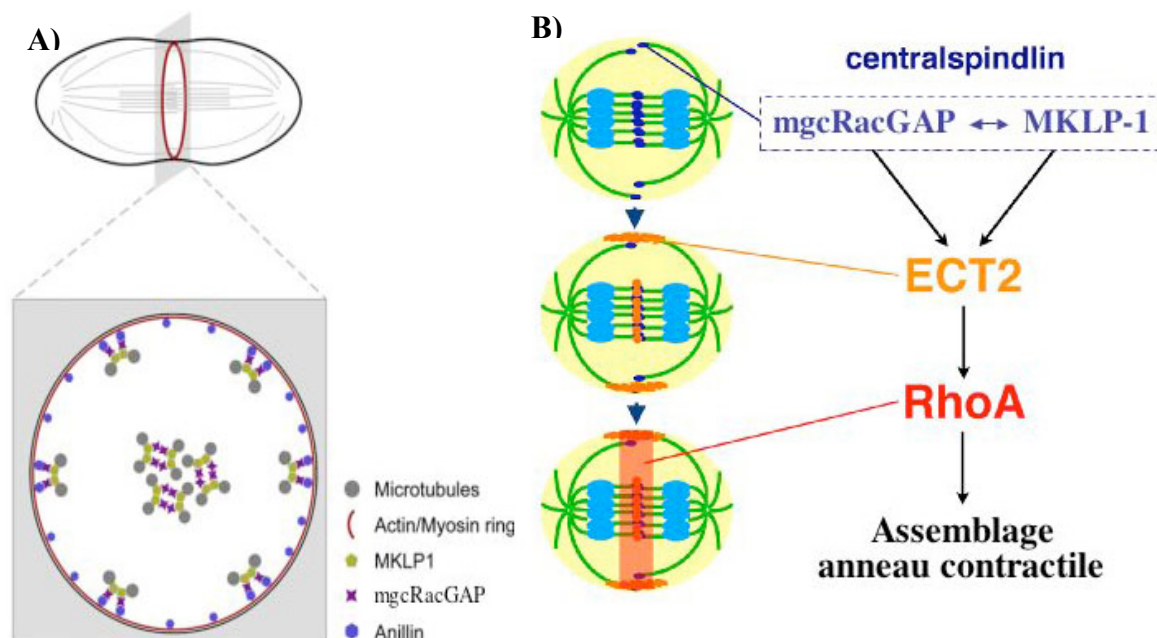 A)
Microtubules
Actin/Myosin ring
MKLP1
mgcRacGAP
Anillin
B)
centralspindlin
mgcRacGAP ↔ MKLP-1
ECT2
RhoA
Assemblage
anneau contractile